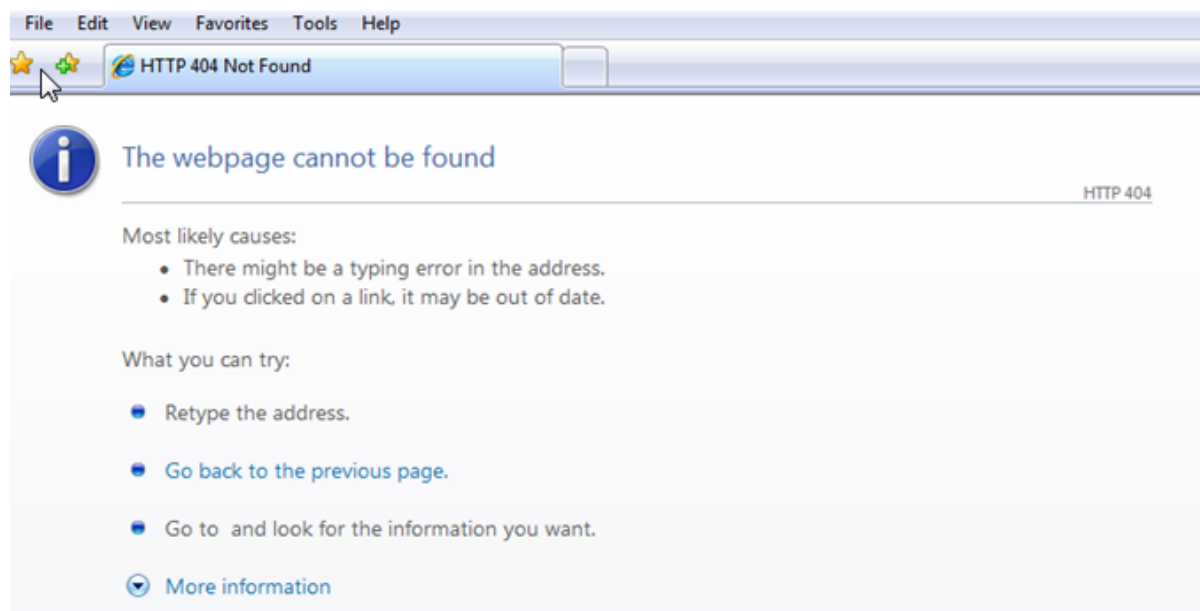 File Edit View Favorites Tools Help
HTTP 404 Not Found
The webpage cannot be found
HTTP 404
Most likely causes:
• There might be a typing error in the address.
• If you clicked on a link, it may be out of date.
What you can try:
Retype the address.
Go back to the previous page.
Go to  and look for the information you want.
More information